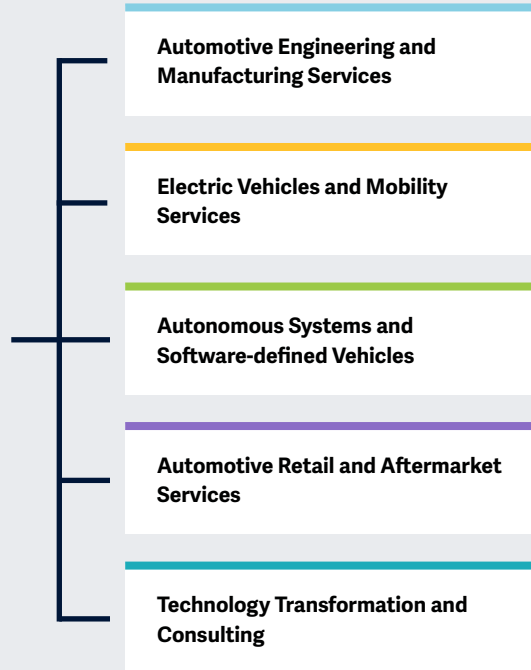 Automotive Engineering and
Manufacturing Services
Electric Vehicles and Mobility
Services
Autonomous Systems and
Software-defined Vehicles
Automotive Retail and Aftermarket
Services
Technology Transformation and
Consulting